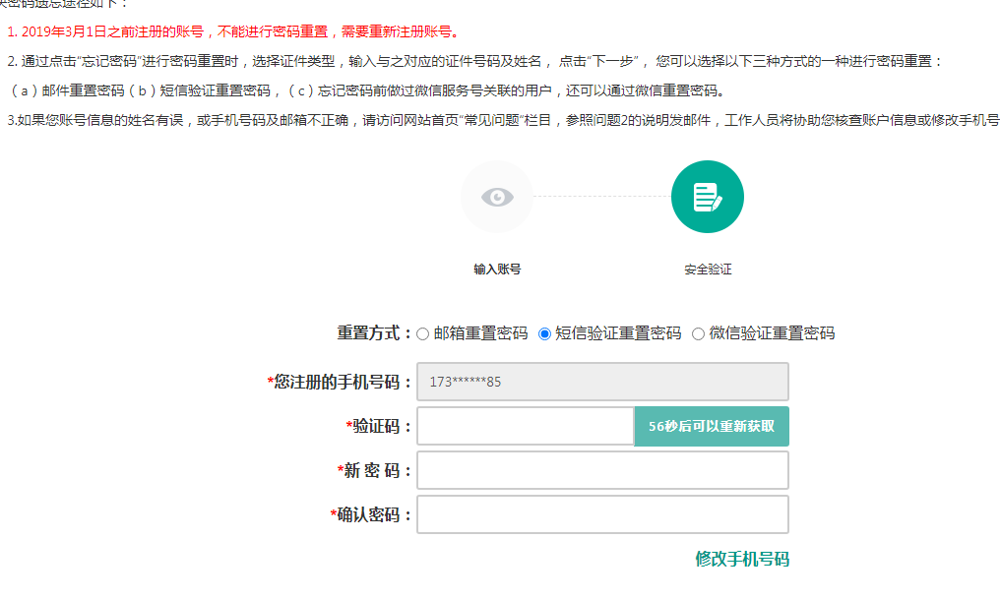 决密码遗忘途径如下：
1. 2019年3月1日之前注册的账号，不能进行密码重置，需要重新注册账号。
2. 通过点击“忘记密码”进行密码重置时，选择证件类型，输入与之对应的证件号码及姓名， 点击“下一步”， 您可以选择以下三种方式的一种进行密码重置：
（a）邮件重置密码（b）短信验证重置密码，（c）忘记密码前做过微信服务号关联的用户，还可以通过微信重置密码。
3.如果您账号信息的姓名有误，或手机号码及邮箱不正确，请访问网站首页“常见问题”栏目，参照问题2的说明发邮件，工作人员将协助您核查账户信息或修改手机号
输入账号 安全验证
重置方式： 邮箱重置密码 短信验证重置密码 微信验证重置密码
*您注册的手机号码： 173******85
*验证码： 56秒后可以重新获取
*新 密 码：
*确认密码：
修改手机号码